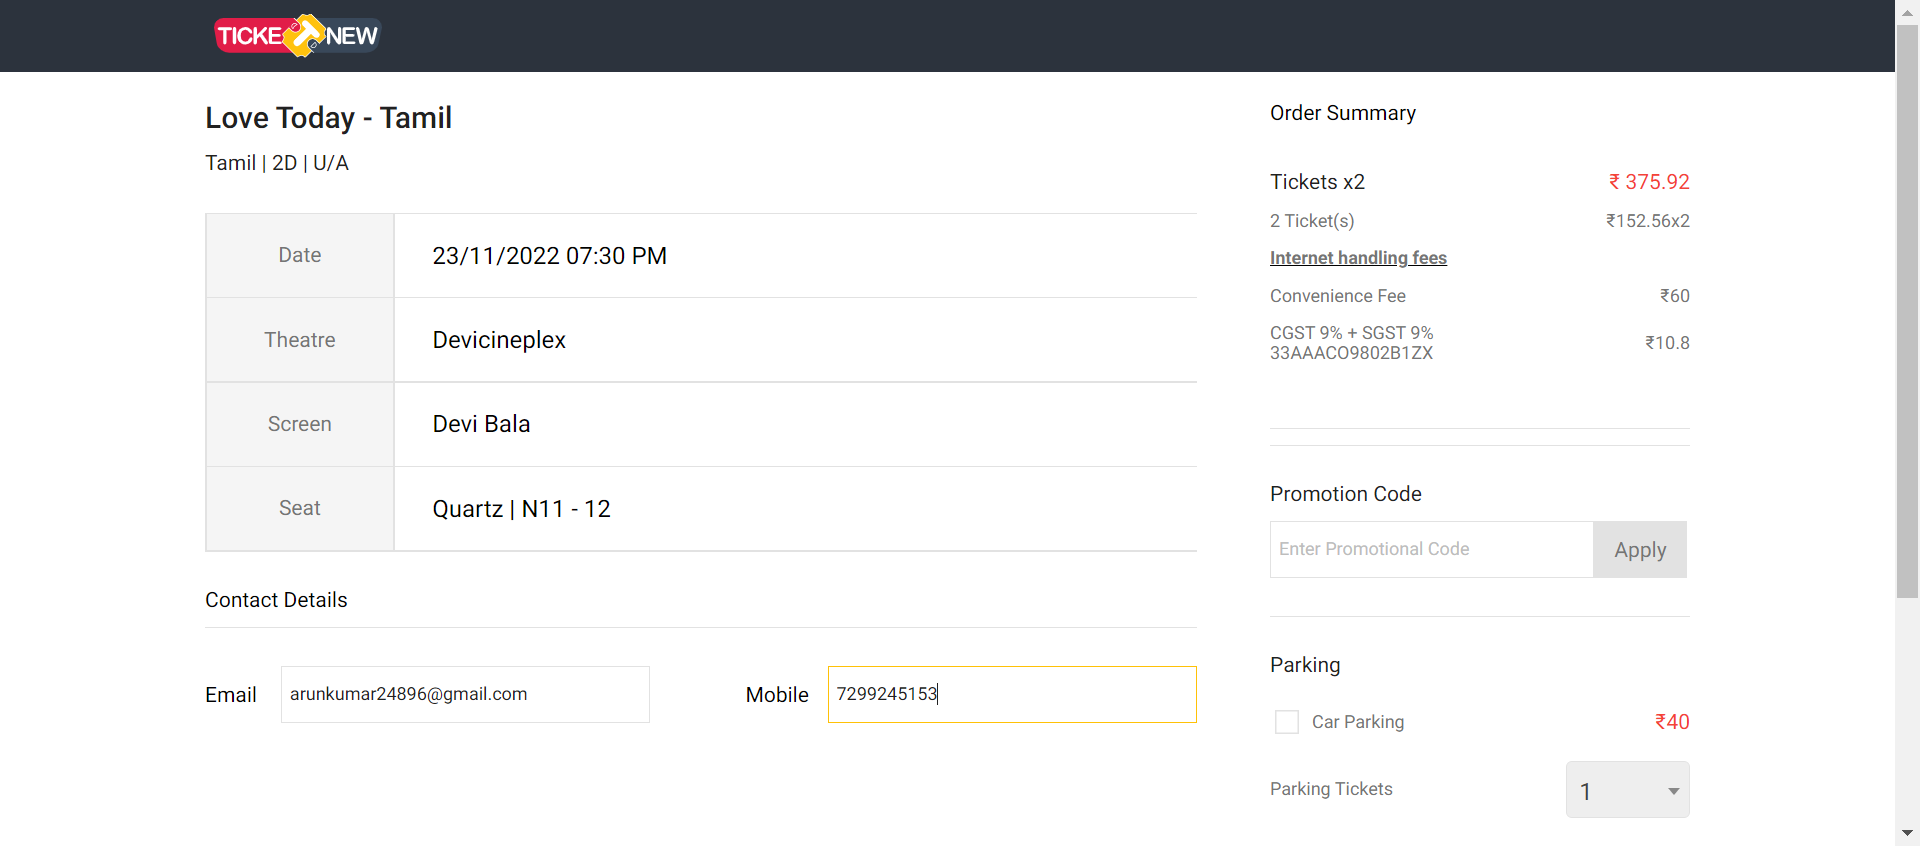 TICKETNEW
Love Today - Tamil
Tamil | 2D | U/A
Date
23/11/2022 07:30 PM
Theatre
Devicineplex
Screen
Devi Bala
Seat
Quartz | N11 - 12
Contact Details
Email
arunkumar24896@gmail.com
Mobile
7299245153
Order Summary
Tickets x2
₹ 375.92
2 Ticket(s)
₹152.56x2
Internet handling fees
Convenience Fee
₹60
CGST 9% + SGST 9%
33AAACO9802B1ZX
₹10.8
Promotion Code
Enter Promotional Code
Apply
Parking
Car Parking
₹40
Parking Tickets
1